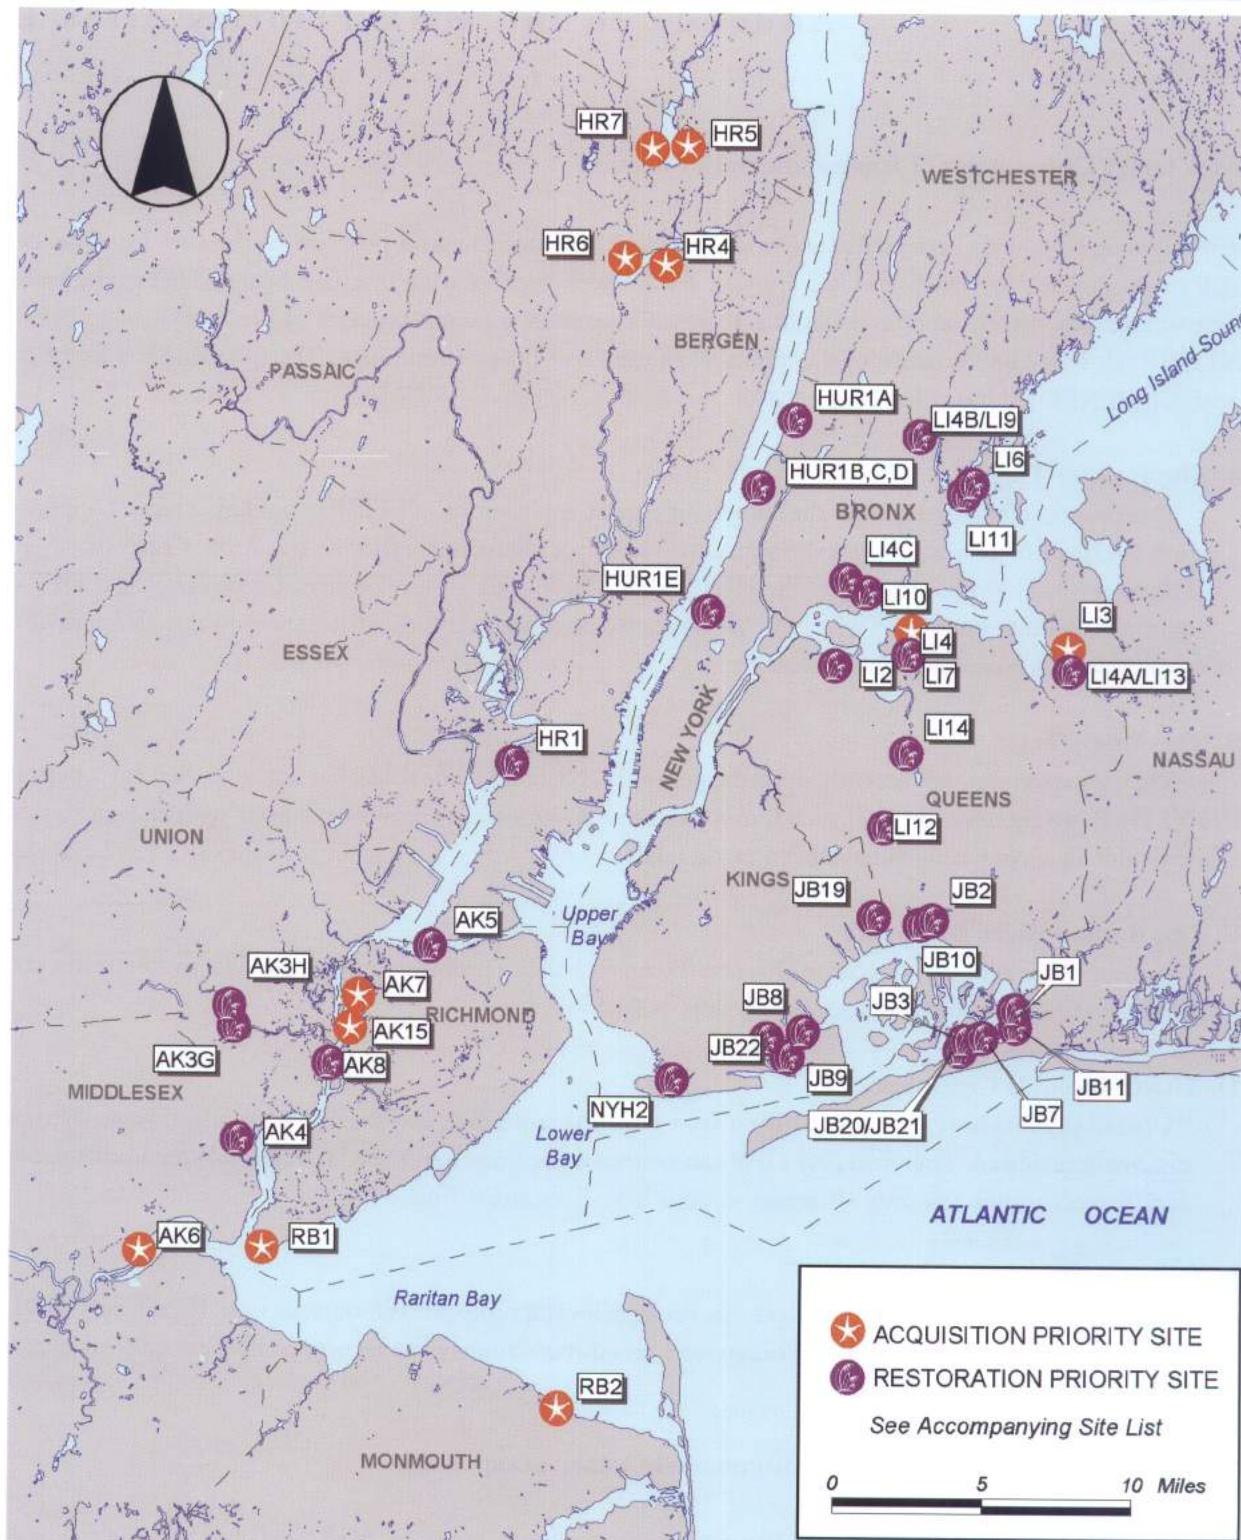 HR7
HR5
WESTCHESTER
HR6
HR4
BERGEN
PASSAIC
Long Island Sound
HUR1A
LI4B/LI9
LI6
HUR1B,C,D
BRONX
LI11
LI4C
HUR1E
LI10
LI3
ESSEX
LI4
LI2
LI7
LI4A/LI13
NEW YORK
HR1
LI14
NASSAU
QUEENS
UNION
LI12
KINGS
JB19
JB2
Upper
Bay
AK5
JB10
AK3H
AK7
JB1
JB3
JB8
RICHMOND
AK15
AK3G
JB22
AK8
MIDDLESEX
JB9
JB11
NYH2
JB7
JB20/JB21
AK4
Lower
Bay
ATLANTIC OCEAN
AK6
RB1
Raritan Bay
RB2
MONMOUTH
ACQUISITION PRIORITY SITE
RESTORATION PRIORITY SITE
See Accompanying Site List
0 5 10 Miles